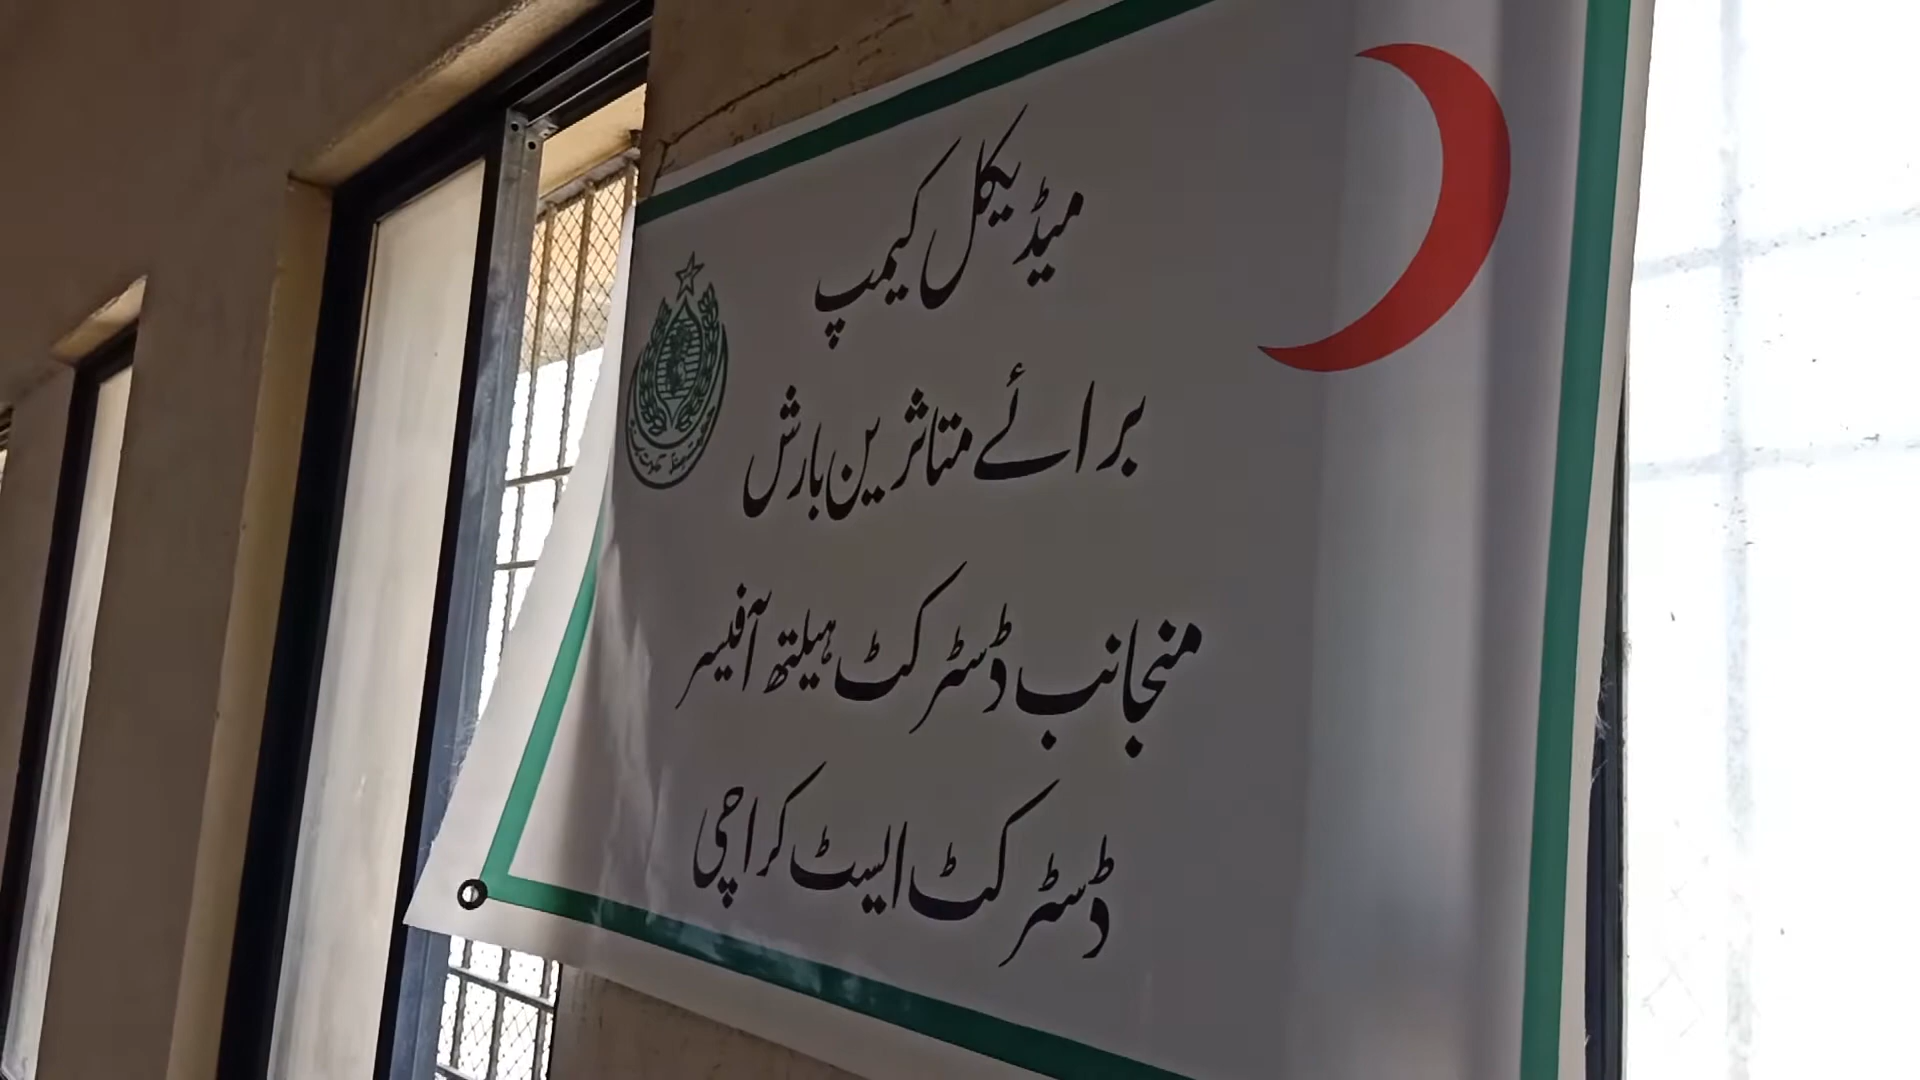 میڈیکل کیمپ
برائے متاثرین بارش
منجانب ڈسٹرکٹ ہیلتھ آفیسر
ڈسٹرکٹ ایسٹ کراچی